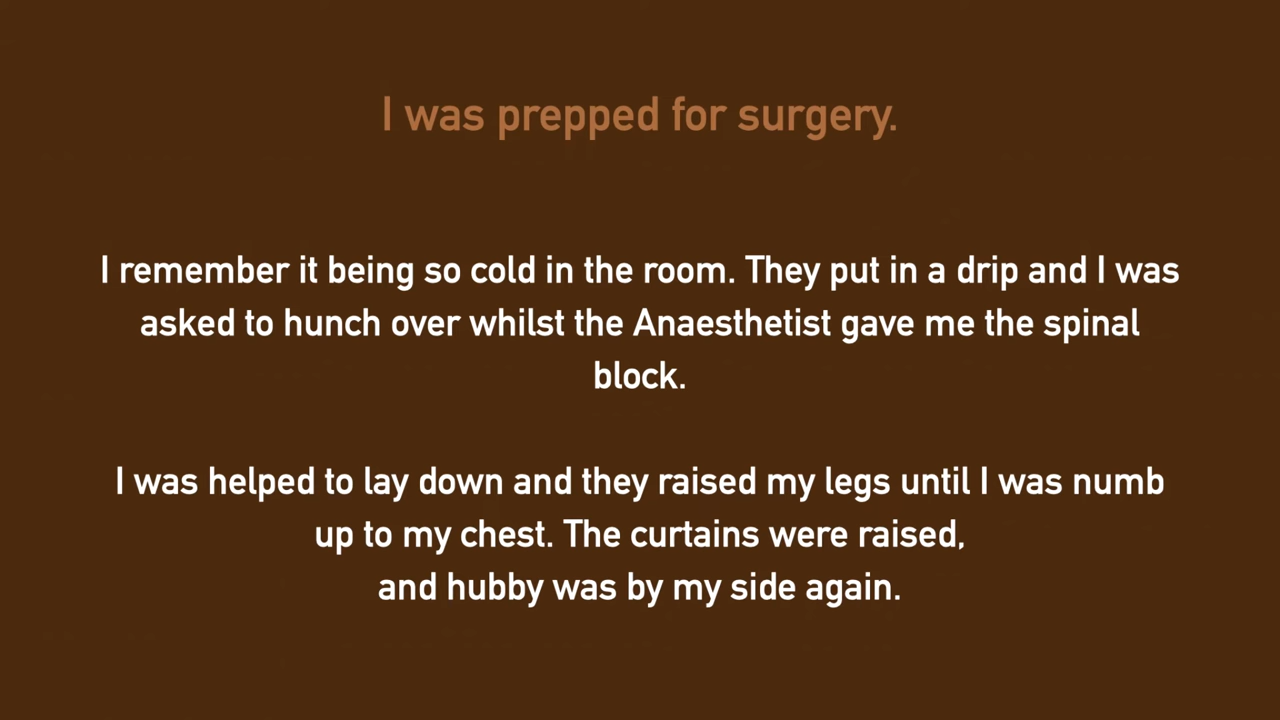 I was prepped for surgery.
I remember it being so cold in the room. They put in a drip and I was
asked to hunch over whilst the Anaesthetist gave me the spinal
block.
I was helped to lay down and they raised my legs until I was numb
up to my chest. The curtains were raised,
and hubby was by my side again.